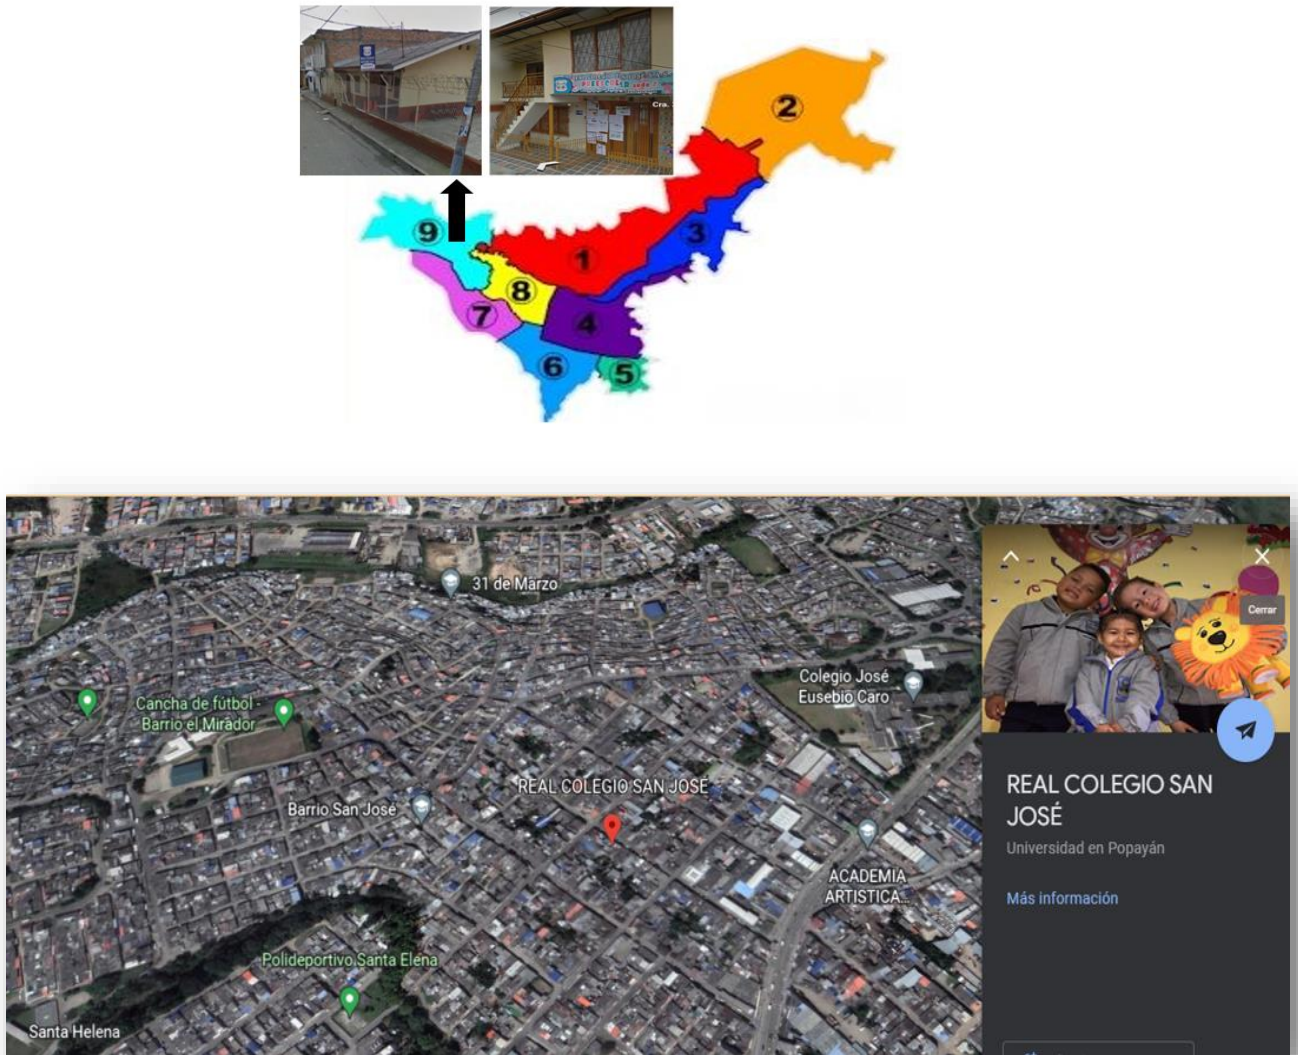 Cra.
2
9
3
1
8
7
4
6
5
31 de Marzo
Cerrar
Colegio José
Eusebio Caro
Cancha de fútbol -
Barrio el Mirador
REAL COLEGIO SAN JOSÉ
REAL COLEGIO SAN
JOSÉ
Barrio San José
Universidad en Popayán
ACADEMIA
ARTISTICA...
Más información
Polideportivo Santa Elena
Santa Helena